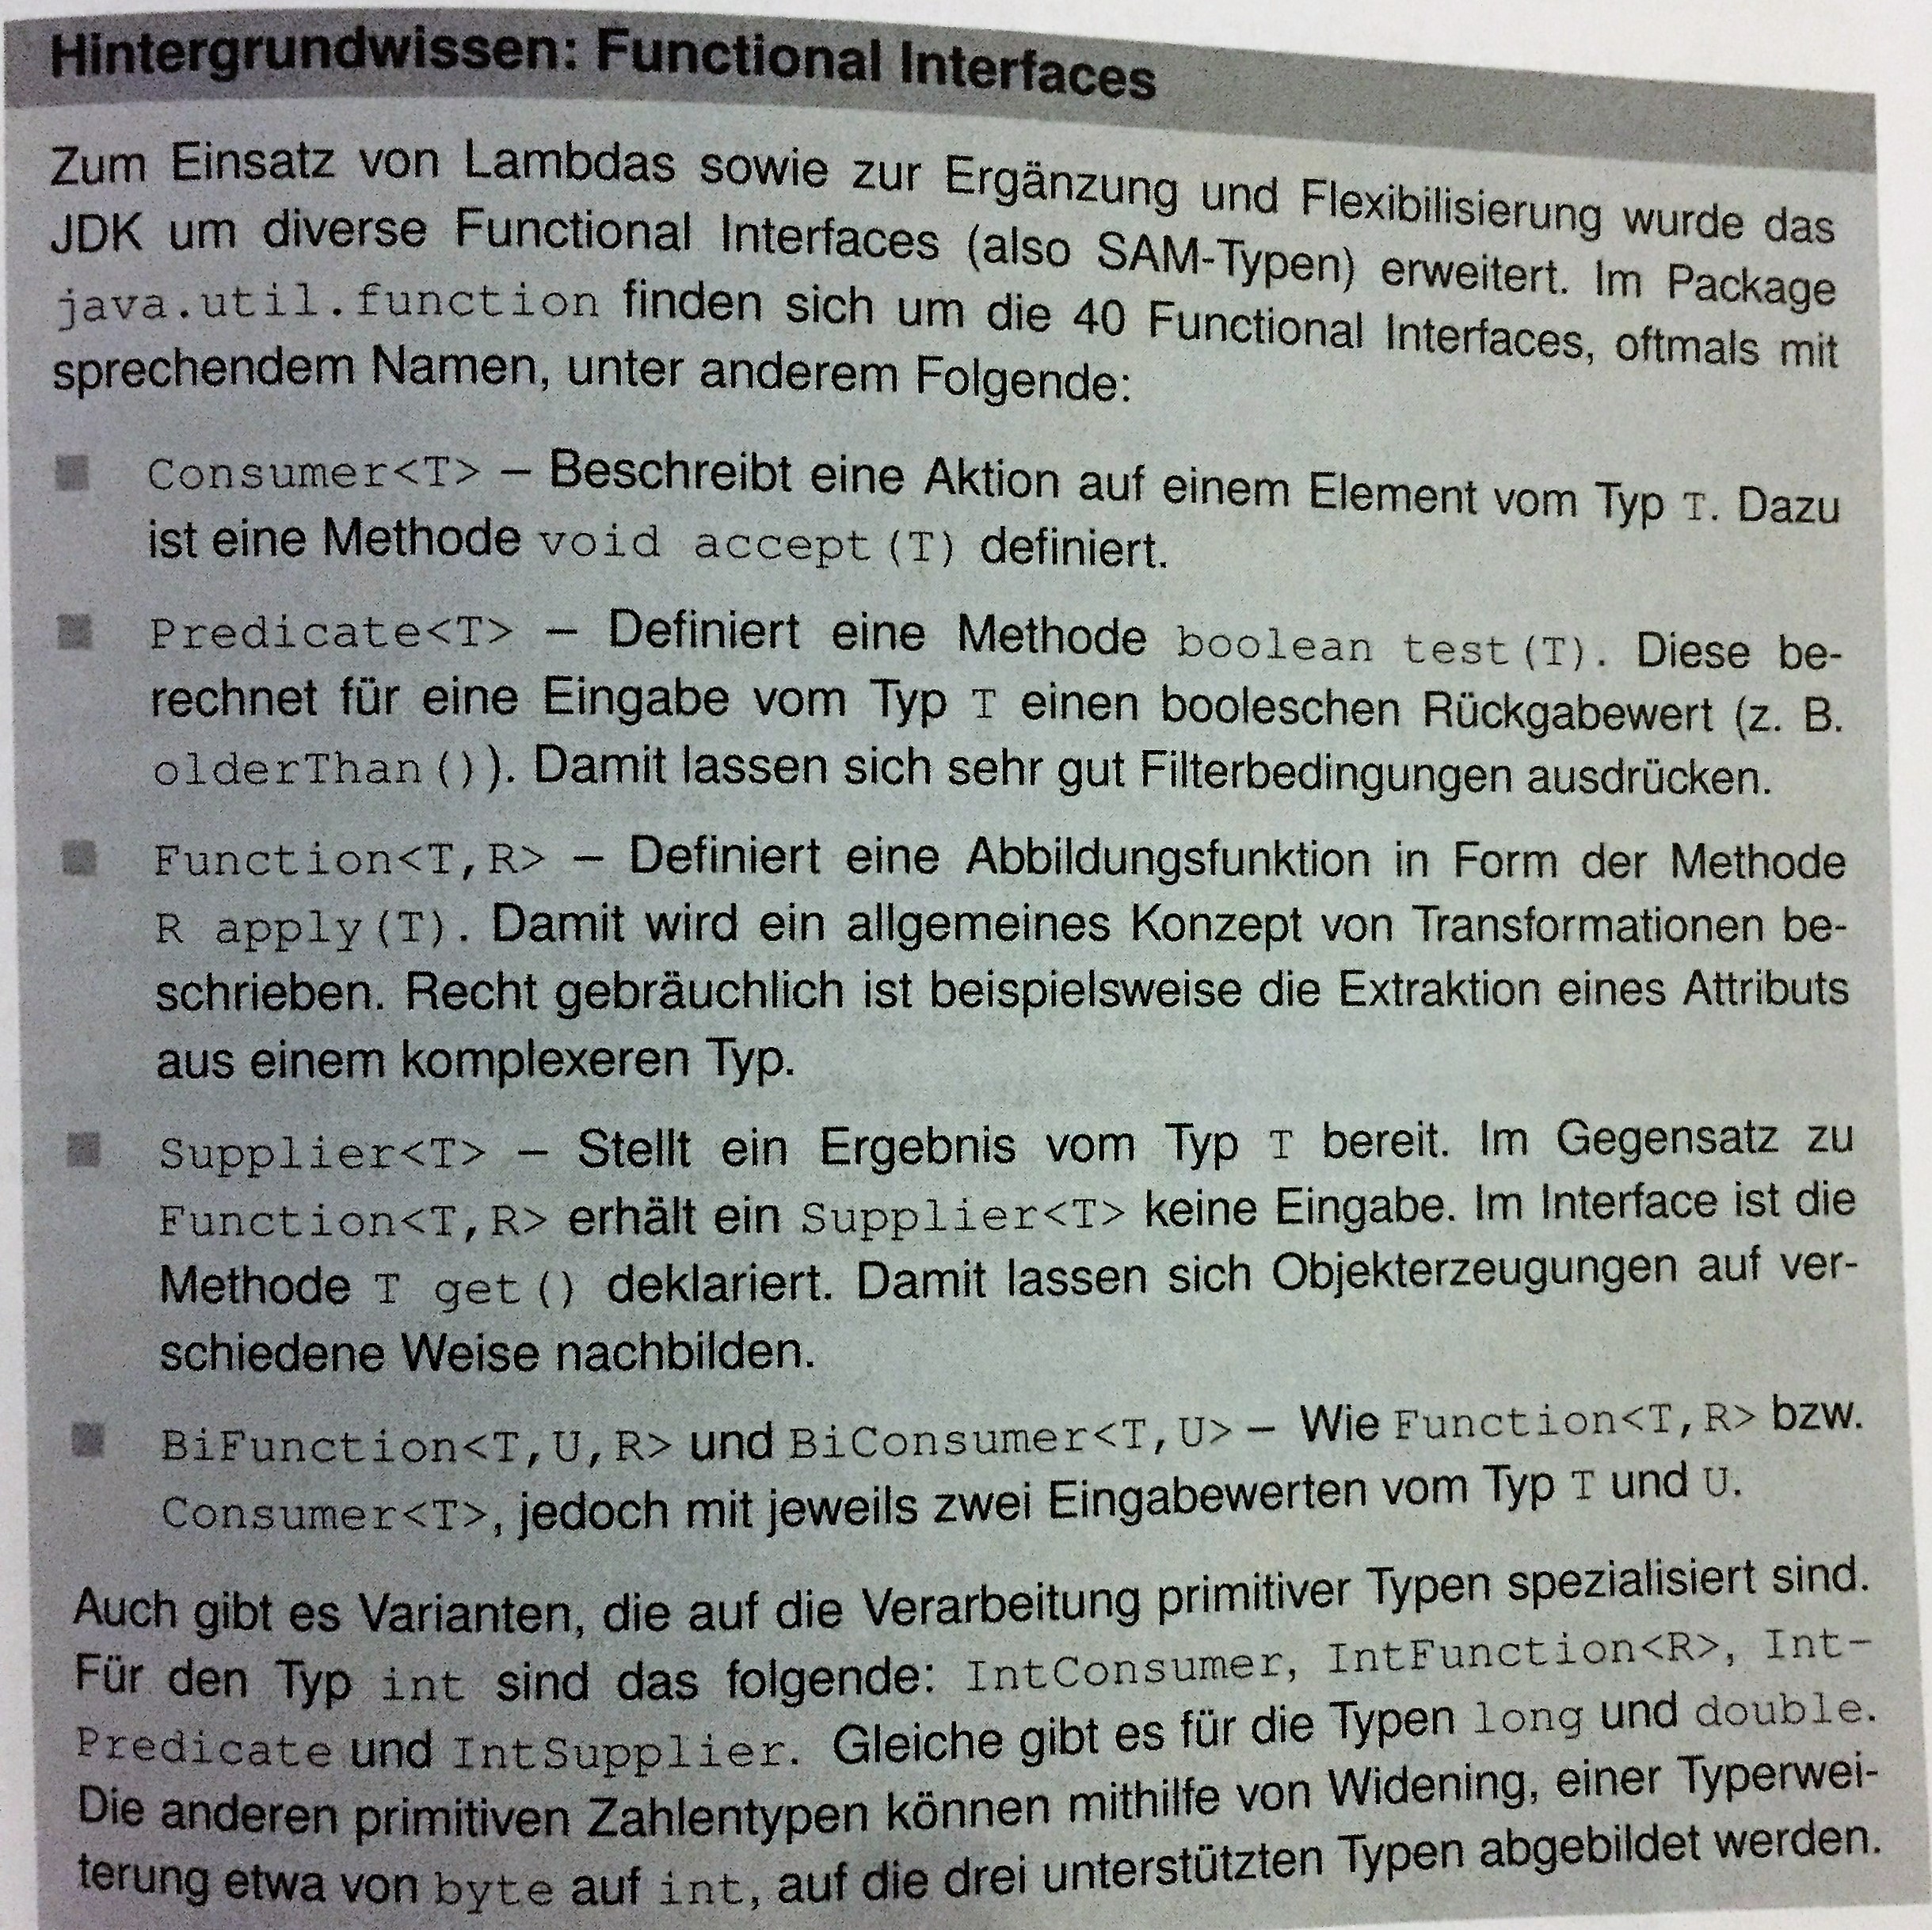 Hintergrundwissen: Functional Interfaces
Zum Einsatz von Lambdas sowie zur Ergänzung und Flexibilisierung wurde das
JDK um diverse Functional Interfaces (also SAM-Typen) erweitert. Im Package
java.util.function finden sich um die 40 Functional Interfaces, oftmals mit
sprechendem Namen, unter anderem Folgende:
Consumer<T> – Beschreibt eine Aktion auf einem Element vom Typ T. Dazu
ist eine Methode void accept(T) definiert.
Predicate<T> – Definiert eine Methode boolean test(T). Diese be-
rechnet für eine Eingabe vom Typ T einen booleschen Rückgabewert (z. B.
olderThan()). Damit lassen sich sehr gut Filterbedingungen ausdrücken.
Function<T,R> – Definiert eine Abbildungsfunktion in Form der Methode
R apply(T). Damit wird ein allgemeines Konzept von Transformationen be-
schrieben. Recht gebräuchlich ist beispielsweise die Extraktion eines Attributs
aus einem komplexeren Typ.
Supplier<T> – Stellt ein Ergebnis vom Typ T bereit. Im Gegensatz zu
Function<T,R> erhält ein Supplier<T> keine Eingabe. Im Interface ist die
Methode T get() deklariert. Damit lassen sich Objekterzeugungen auf ver-
schiedene Weise nachbilden.
BiFunction<T,U,R> und BiConsumer<T,U> – Wie Function<T,R> bzw.
Consumer<T>, jedoch mit jeweils zwei Eingabewerten vom Typ T und U.
Auch gibt es Varianten, die auf die Verarbeitung primitiver Typen spezialisiert sind.
Für den Typ int sind das folgende: IntConsumer, IntFunction<R>, Int-
Predicate und IntSupplier. Gleiche gibt es für die Typen long und double.
Die anderen primitiven Zahlentypen können mithilfe von Widening, einer Typerwei-
terung etwa von byte auf int, auf die drei unterstützten Typen abgebildet werden.